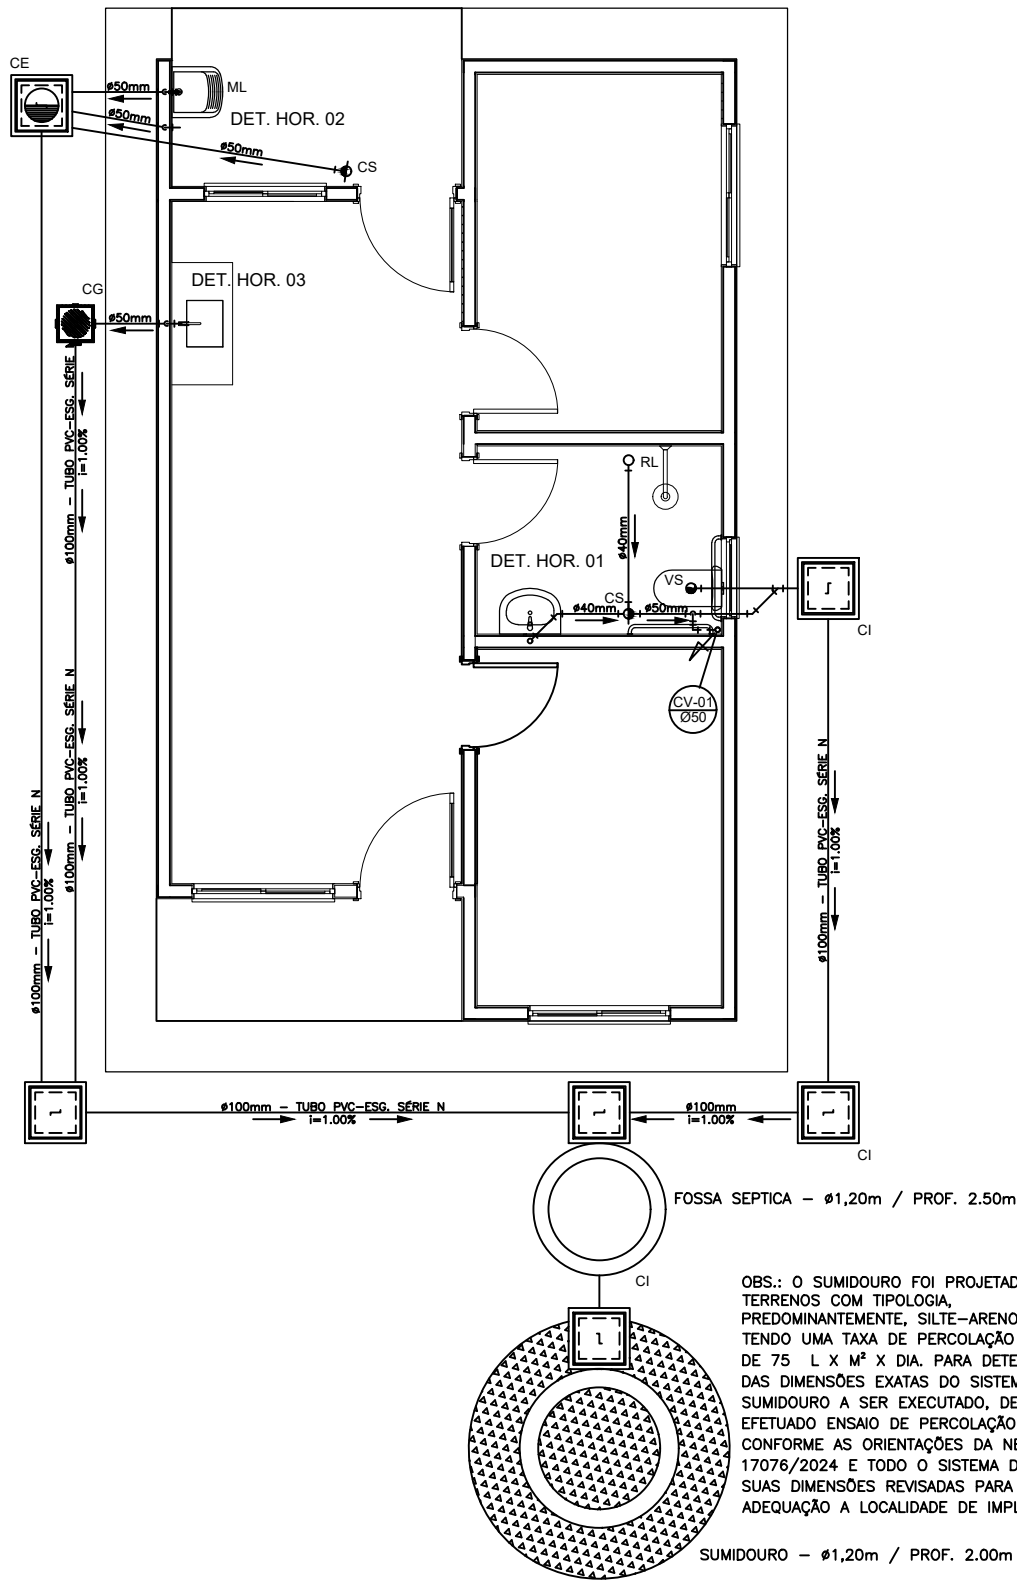 CE
ø50mm
ML
ø50mm
DET. HOR. 02
ø50mm
CS
DET. HOR. 03
CG
ø50mm
ø100mm – TUBO PVC–ESG. SÉRIE N
i=1.00%
RL
ø40mm
DET. HOR. 01
VS
CS
ø40mm
ø50mm
CI
CV-01
Ø50
ø100mm – TUBO PVC–ESG. SÉRIE N
i=1.00%
ø100mm – TUBO PVC–ESG. SÉRIE N
i=1.00%
ø100mm – TUBO PVC–ESG. SÉRIE N
i=1.00%
ø100mm – TUBO PVC–ESG. SÉRIE N
i=1.00%
ø100mm
i=1.00%
CI
FOSSA SEPTICA – ø1,20m / PROF. 2.50m
CI
OBS.: O SUMIDOURO FOI PROJETAD
TERRENOS COM TIPOLOGIA,
PREDOMINANTEMENTE, SILTE–ARENO
TENDO UMA TAXA DE PERCOLAÇÃO
DE 75 L X M² X DIA. PARA DETE
DAS DIMENSÕES EXATAS DO SISTEM
SUMIDOURO A SER EXECUTADO, DE
EFETUADO ENSAIO DE PERCOLAÇÃO
CONFORME AS ORIENTAÇÕES DA NE
17076/2024 E TODO O SISTEMA D
SUAS DIMENSÕES REVISADAS PARA
ADEQUAÇÃO A LOCALIDADE DE IMPL
SUMIDOURO – ø1,20m / PROF. 2.00m